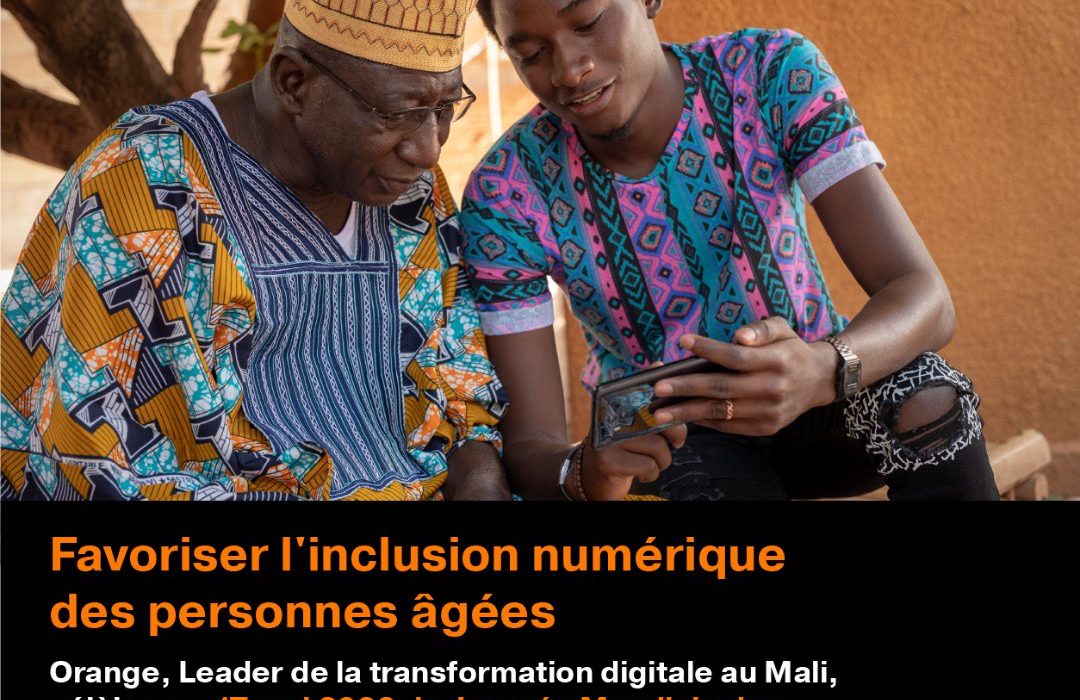 Favoriser l'inclusion numérique
des personnes âgées
Orange, Leader de la transformation digitale au Mali,